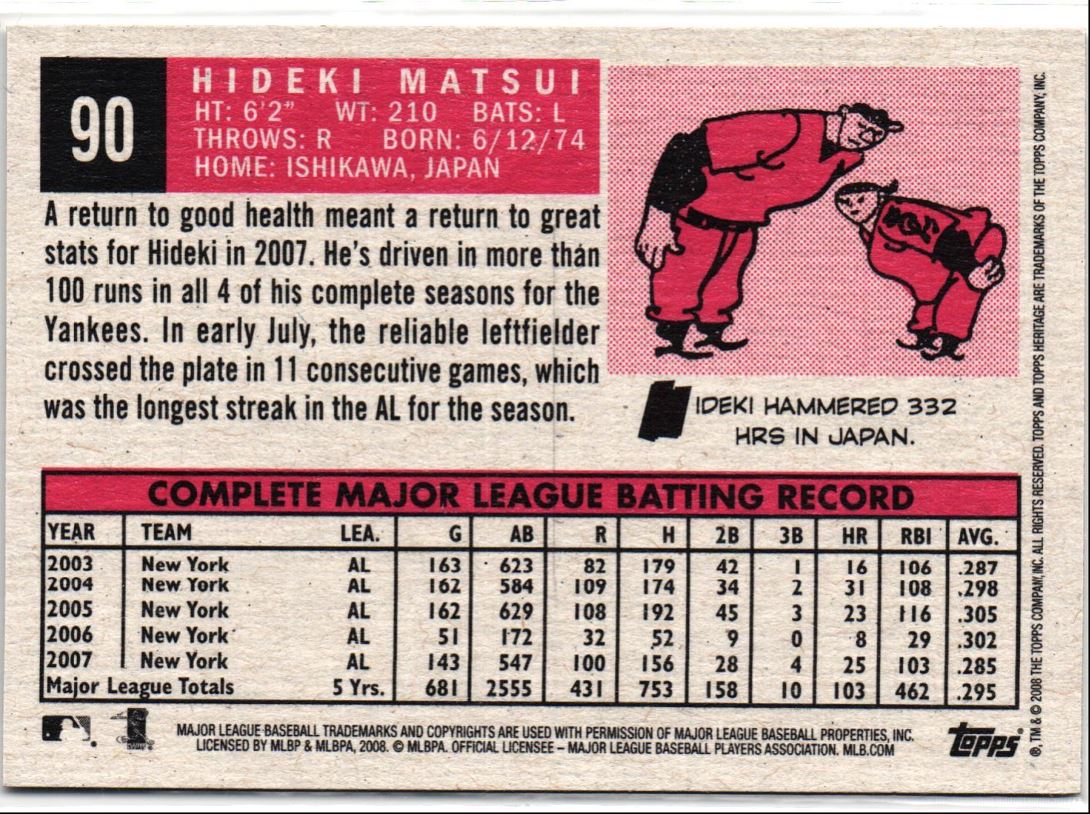 90
HIDEKI MATSUI
HT: 6'2" WT: 210 BATS: L
THROWS: R BORN: 6/12/74
HOME: ISHIKAWA, JAPAN
A return to good health meant a return to great
stats for Hideki in 2007. He's driven in more than
100 runs in all 4 of his complete seasons for the
Yankees. In early July, the reliable leftfielder
crossed the plate in 11 consecutive games, which
was the longest streak in the AL for the season.
IDEKI HAMMERED 332
HRS IN JAPAN.
COMPLETE MAJOR LEAGUE BATTING RECORD
YEAR TEAM LEA. G AB R H 2B 3B HR RBI AVG.
2003 New York AL 163 623 82 179 42 1 16 106 .287
2004 New York AL 162 584 109 174 34 2 31 108 .298
2005 New York AL 162 629 108 192 45 3 23 116 .305
2006 New York AL 51 172 32 52 9 0 8 29 .302
2007 New York AL 143 547 100 156 28 4 25 103 .285
Major League Totals 5 Yrs. 681 2555 431 753 158 10 103 462 .295
MAJOR LEAGUE BASEBALL TRADEMARKS AND COPYRIGHTS ARE USED WITH PERMISSION OF MAJOR LEAGUE BASEBALL PROPERTIES, INC.
LICENSED BY MLBP & MLBPA, 2008. © MLBPA. OFFICIAL LICENSEE – MAJOR LEAGUE BASEBALL PLAYERS ASSOCIATION. MLB.COM
TOPPS®
®, TM & © 2008 THE TOPPS COMPANY, INC. ALL RIGHTS RESERVED. TOPPS AND TOPPS HERITAGE ARE TRADEMARKS OF THE TOPPS COMPANY, INC.